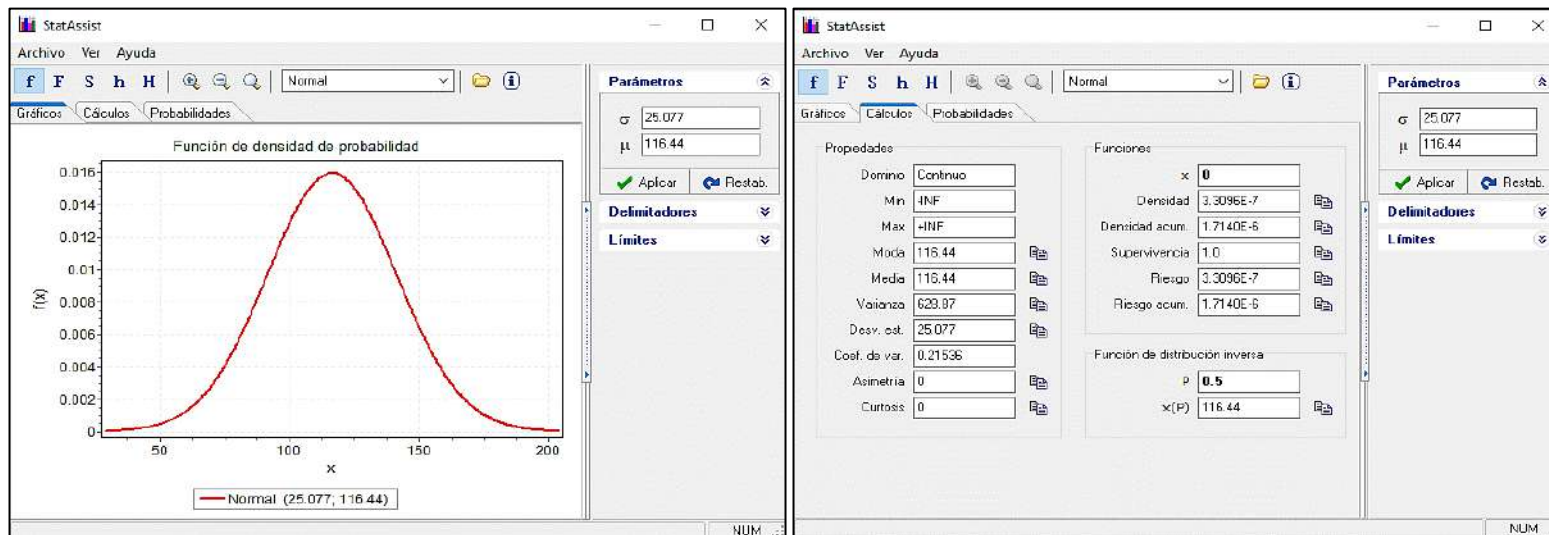 StatAssist
Archivo Ver Ayuda
f F S h H Normal
Gráficos Cálculos Probabilidades
Función de densidad de probabilidad
f(x)
0.016
0.014
0.012
0.01
0.008
0.006
0.004
0.002
0
50 100 150 200
x
Normal (25.077; 116.44)
Parámetros
σ 25.077
μ 116.44
Aplicar Restab.
Delimitadores
Límites
NUM
StatAssist
Archivo Ver Ayuda
f F S h H Normal
Gráficos Cálculos Probabilidades
Propiedades
Dominio Continuo
Min -INF
Max +INF
Moda 116.44
Media 116.44
Varianza 628.87
Desv. est. 25.077
Coef. de var. 0.21536
Asimetría 0
Curtosis 0
Funciones
x 0
Densidad 3.3096E-7
Densidad acum. 1.7140E-6
Supervivencia 1.0
Riesgo 3.3096E-7
Riesgo acum. 1.7140E-6
Función de distribución inversa
P 0.5
x(P) 116.44
Parámetros
σ 25.077
μ 116.44
Aplicar Restab.
Delimitadores
Límites
NUM